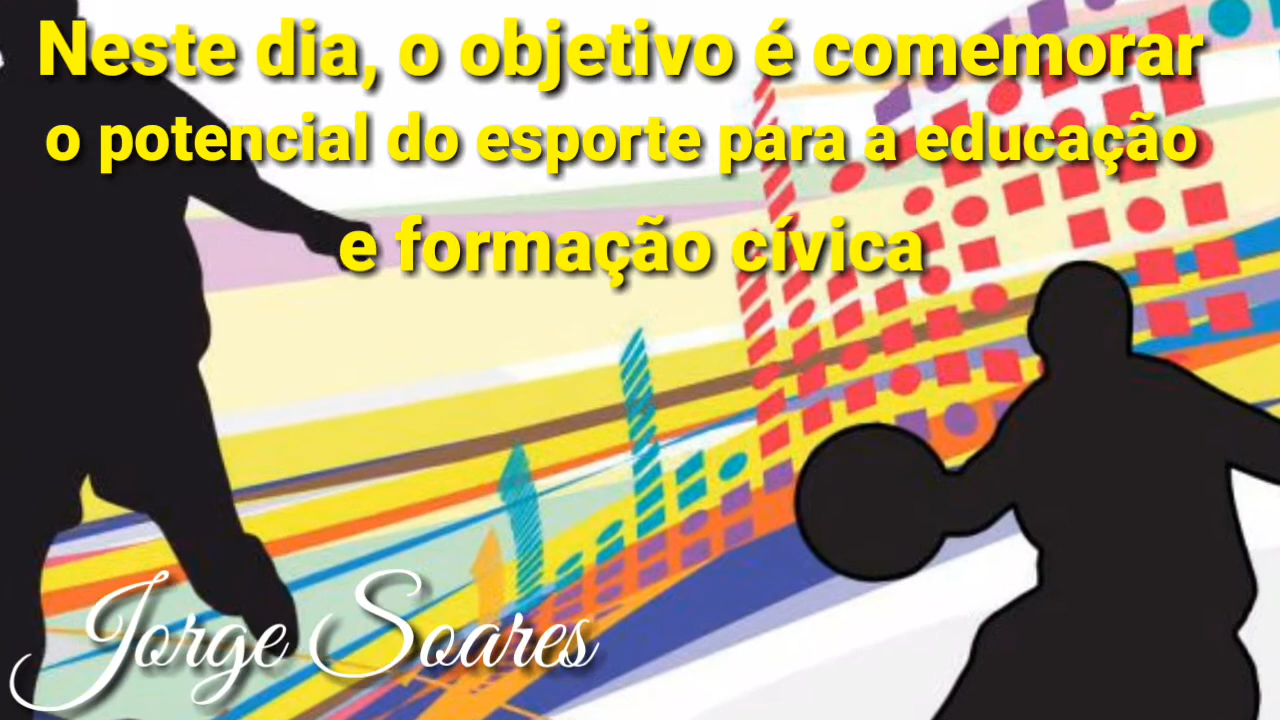 Neste dia, o objetivo é comemorar
o potencial do esporte para a educação
e formação cívica
Jorge Soares